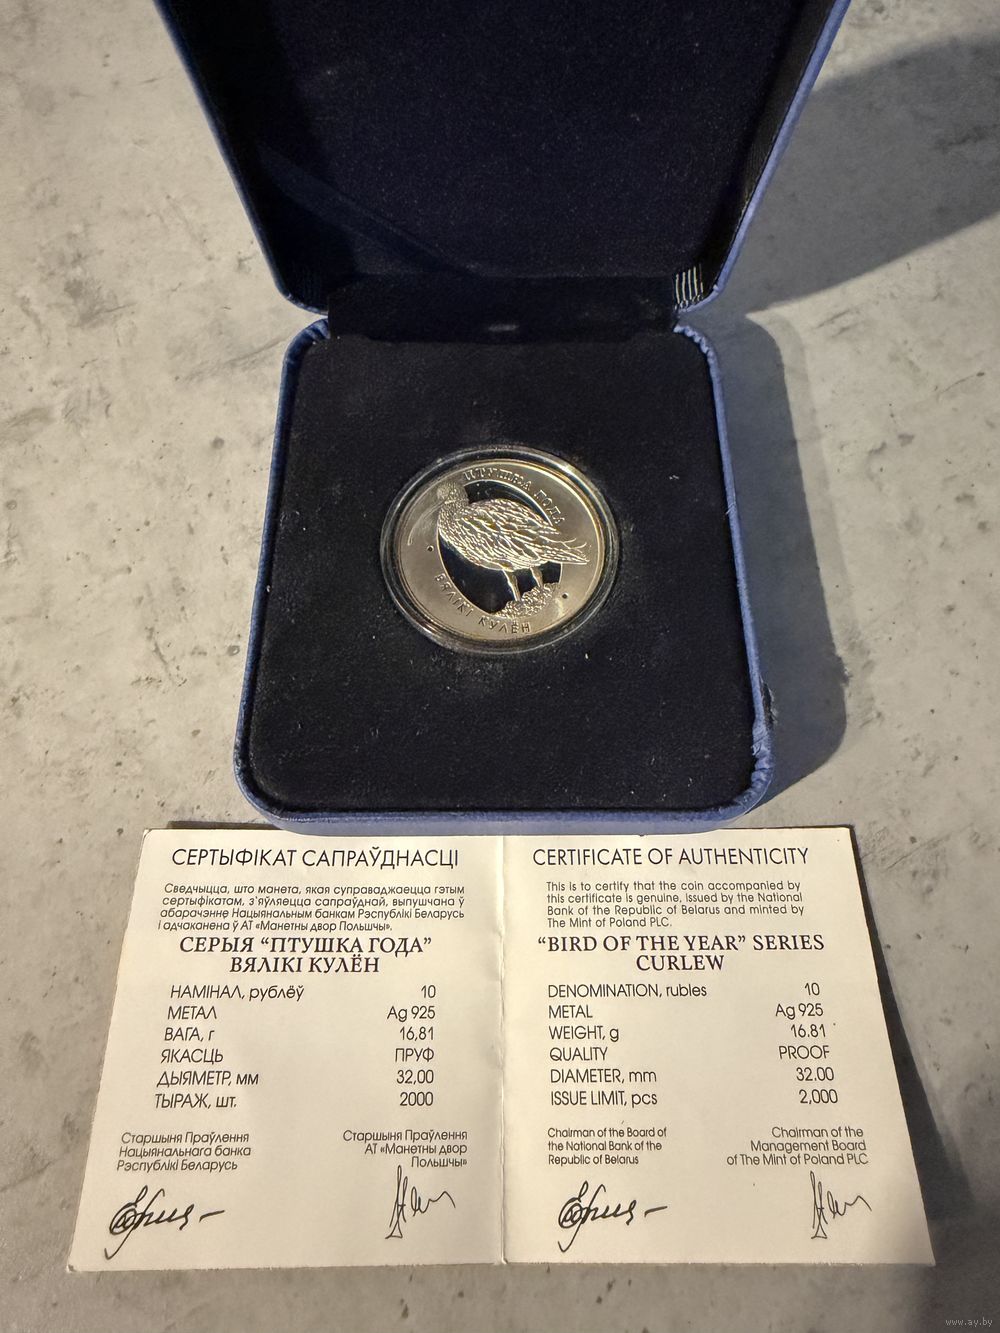 ПТУШКА ГОДА
ВЯЛІКІ КУЛЁН
СЕРТЫФІКАТ САПРАЎДНАСЦІ
Сведчыцца, што манета, якая суправаджаецца гэтым
сертыфікатам, з`яўляецца сапраўднай, выпушчана ў
абарачэнне Нацыянальным банкам Рэспублікі Беларусь
і адчаканена ў АТ «Манетны двор Польшчы».
СЕРЫЯ “ПТУШКА ГОДА”
ВЯЛІКІ КУЛЁН
НАМІНАЛ, рублёў 10
МЕТАЛ Ag 925
ВАГА, г 16,81
ЯКАСЦЬ ПРУФ
ДЫЯМЕТР, мм 32,00
ТЫРАЖ, шт. 2000
Старшыня Праўлення
Нацыянальнага банка
Рэспублікі Беларусь
Старшыня Праўлення
АТ «Манетны двор
Польшчы»
CERTIFICATE OF AUTHENTICITY
This is to certify that the coin accompanied by
this certificate is genuine, issued by the National
Bank of the Republic of Belarus and minted by
The Mint of Poland PLC.
“BIRD OF THE YEAR” SERIES
CURLEW
DENOMINATION, rubles 10
METAL Ag 925
WEIGHT, g 16.81
QUALITY PROOF
DIAMETER, mm 32.00
ISSUE LIMIT, pcs 2,000
Chairman of the Board of
the National Bank of the
Republic of Belarus
Chairman of the
Management Board
of The Mint of Poland PLC
www.ay.by